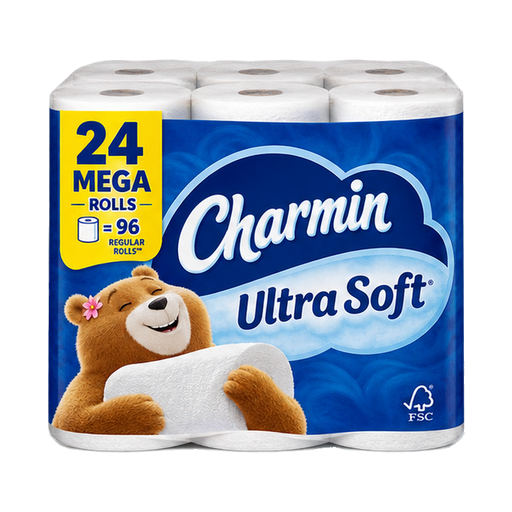 24
MEGA
ROLLS
= 96
REGULAR
ROLLS**
Charmin
Ultra Soft®
FSC